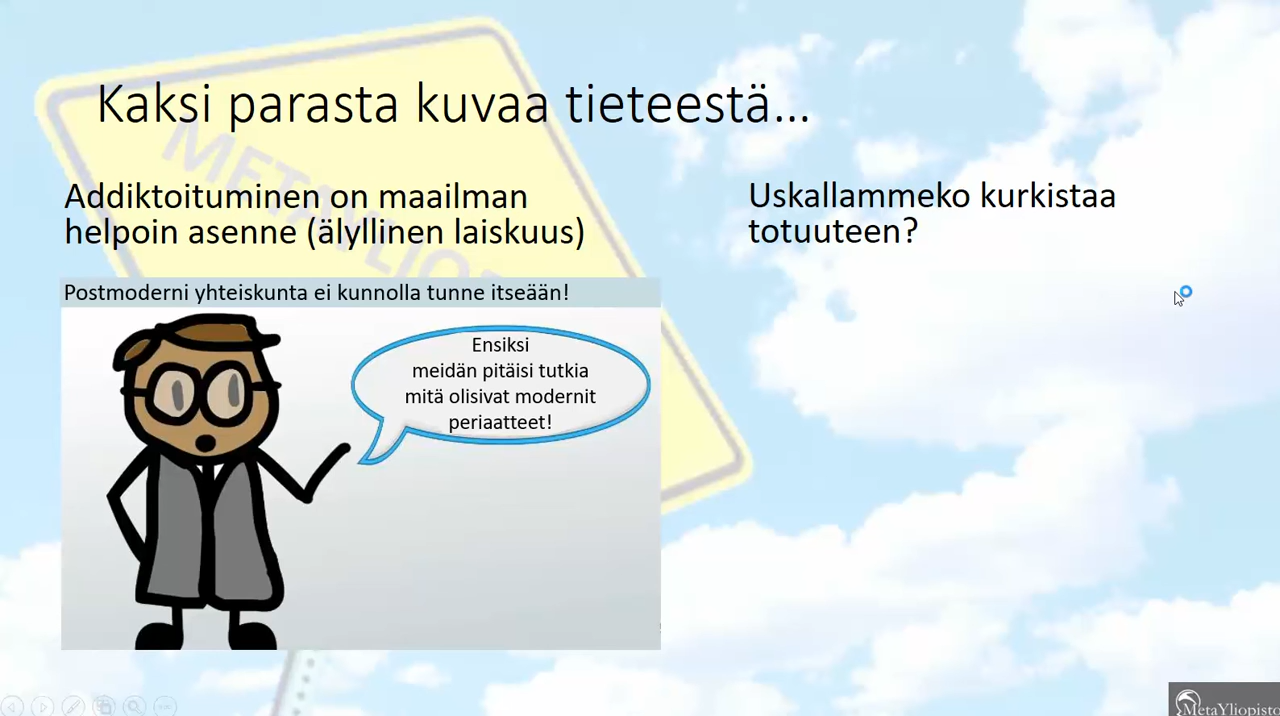 Kaksi parasta kuvaa tieteestä...
Addiktoituminen on maailman
helpoin asenne (älyllinen laiskuus)
Uskallammeko kurkistaa
totuuteen?
Postmoderni yhteiskunta ei kunnolla tunne itseään!
Ensiksi
meidän pitäisi tutkia
mitä olisivat modernit
periaatteet!
MetaYliopisto